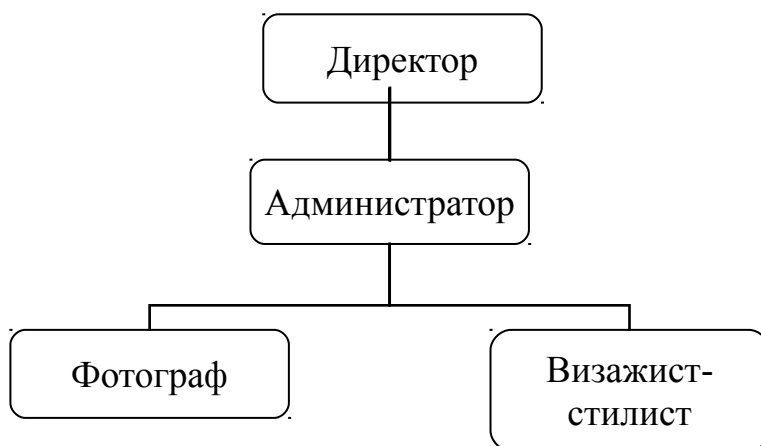 Директор
Администратор
Фотограф
Визажист-
стилист